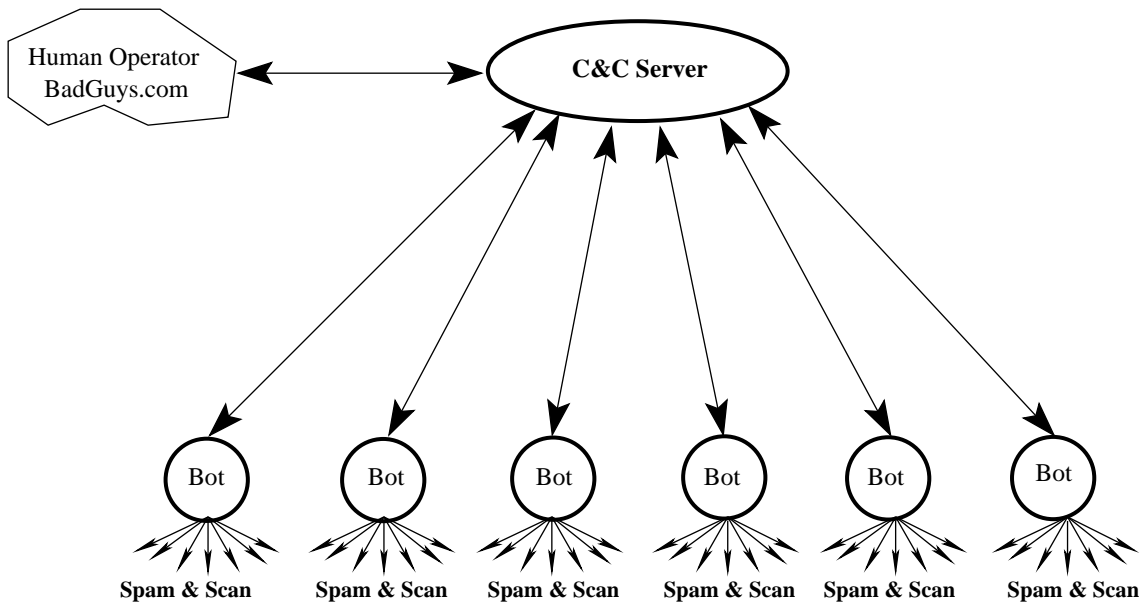 Human Operator
BadGuys.com
C&C Server
Bot
Bot
Bot
Bot
Bot
Bot
Spam & Scan
Spam & Scan
Spam & Scan
Spam & Scan
Spam & Scan
Spam & Scan